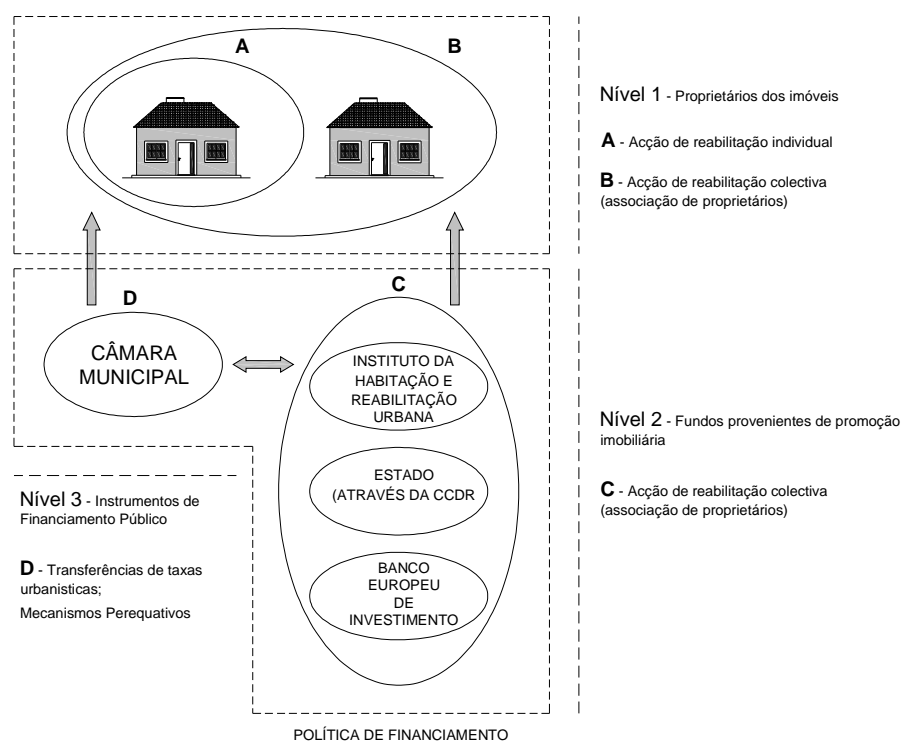 A
B
Nível 1 - Proprietários dos imóveis
A - Acção de reabilitação individual
B - Acção de reabilitação colectiva
(associação de proprietários)
D
C
CÂMARA
MUNICIPAL
INSTITUTO DA
HABITAÇÃO E
REABILITAÇÃO
URBANA
ESTADO
(ATRAVÉS DA CCDR
BANCO
EUROPEU
DE
INVESTIMENTO
Nível 2 - Fundos provenientes de promoção
imobiliária
C - Acção de reabilitação colectiva
(associação de proprietários)
Nível 3 - Instrumentos de
Financiamento Público
D - Transferências de taxas
urbanisticas;
Mecanismos Perequativos
POLÍTICA DE FINANCIAMENTO